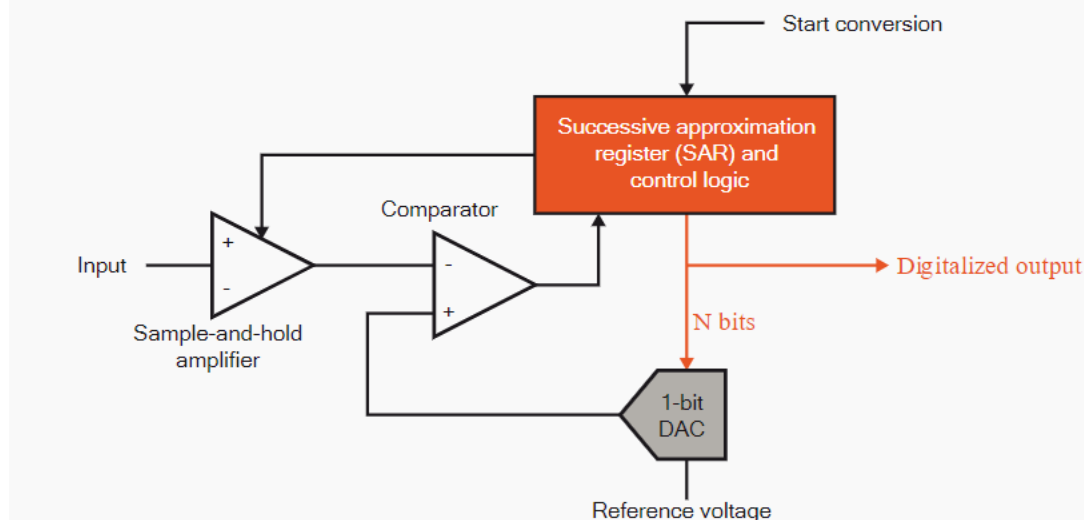 Start conversion
Successive approximation
register (SAR) and
control logic
Comparator
+
-
Input
-
+
Digitalized output
Sample-and-hold
amplifier
N bits
1-bit
DAC
Reference voltage